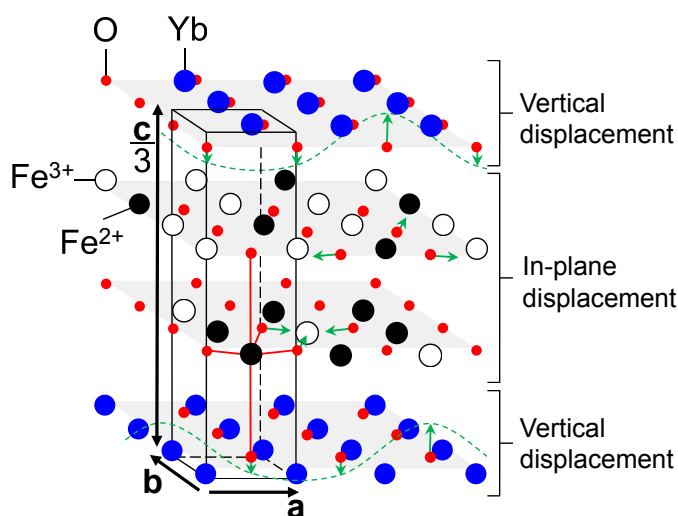 O
Yb
Vertical
displacement
c
3
Fe³⁺
Fe²⁺
In-plane
displacement
Vertical
displacement
b
a